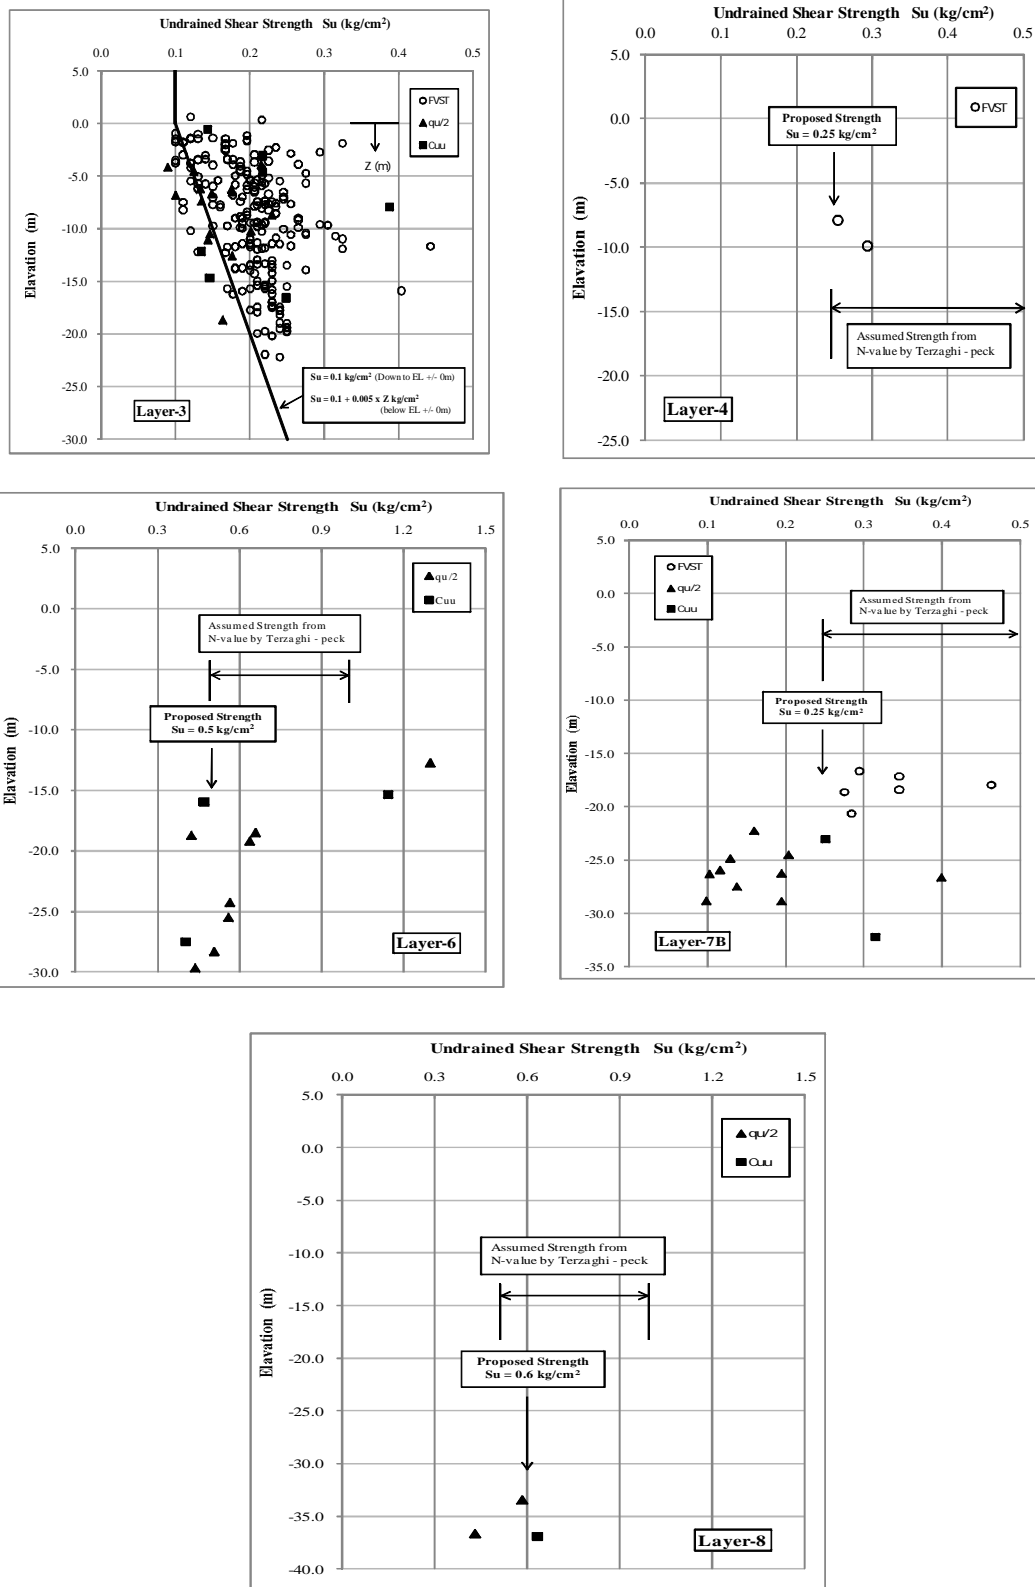 Undrained Shear Strength Su (kg/cm²)
0.0 0.1 0.2 0.3 0.4 0.5
5.0
0.0
-5.0
-10.0
-15.0
-20.0
-25.0
-30.0
Elavation (m)
FVST
qu/2
Cuu
Z (m)
Su = 0.1 kg/cm² (Down to EL +/- 0m)
Su = 0.1 + 0.005 x Z kg/cm²
(below EL +/- 0m)
Layer-3
Undrained Shear Strength Su (kg/cm²)
0.0 0.1 0.2 0.3 0.4 0.5
5.0
0.0
-5.0
-10.0
-15.0
-20.0
-25.0
Elavation (m)
FVST
Proposed Strength
Su = 0.25 kg/cm²
Assumed Strength from
N-value by Terzaghi - peck
Layer-4
Undrained Shear Strength Su (kg/cm²)
0.0 0.3 0.6 0.9 1.2 1.5
5.0
0.0
-5.0
-10.0
-15.0
-20.0
-25.0
-30.0
Elavation (m)
qu/2
Cuu
Assumed Strength from
N-value by Terzaghi - peck
Proposed Strength
Su = 0.5 kg/cm²
Layer-6
Undrained Shear Strength Su (kg/cm²)
0.0 0.1 0.2 0.3 0.4 0.5
5.0
0.0
-5.0
-10.0
-15.0
-20.0
-25.0
-30.0
-35.0
Elavation (m)
FVST
qu/2
Cuu
Assumed Strength from
N-value by Terzaghi - peck
Proposed Strength
Su = 0.25 kg/cm²
Layer-7B
Undrained Shear Strength Su (kg/cm²)
0.0 0.3 0.6 0.9 1.2 1.5
5.0
0.0
-5.0
-10.0
-15.0
-20.0
-25.0
-30.0
-35.0
-40.0
Elavation (m)
qu/2
Cuu
Assumed Strength from
N-value by Terzaghi - peck
Proposed Strength
Su = 0.6 kg/cm²
Layer-8